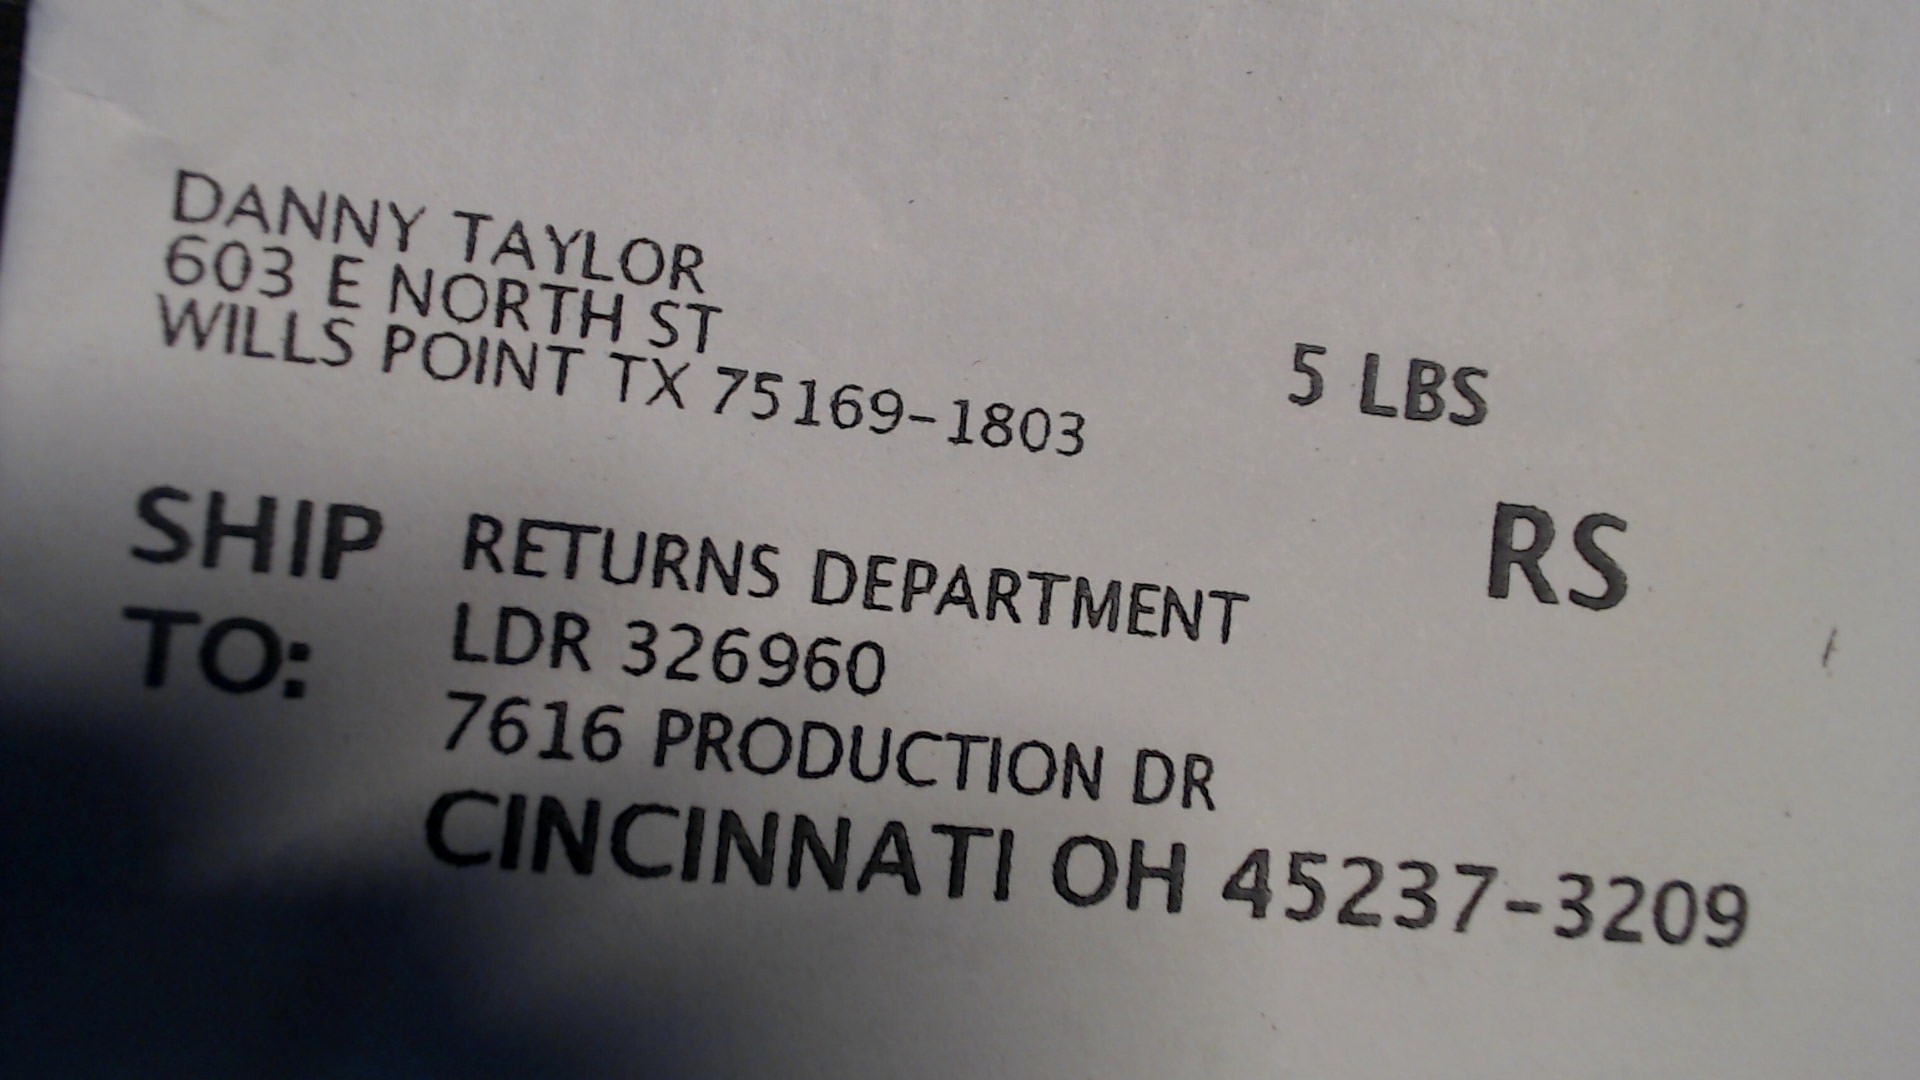 DANNY TAYLOR
603 E NORTH ST
WILLS POINT TX 75169-1803
5 LBS
RS
SHIP TO:
RETURNS DEPARTMENT
LDR 326960
7616 PRODUCTION DR
CINCINNATI OH 45237-3209